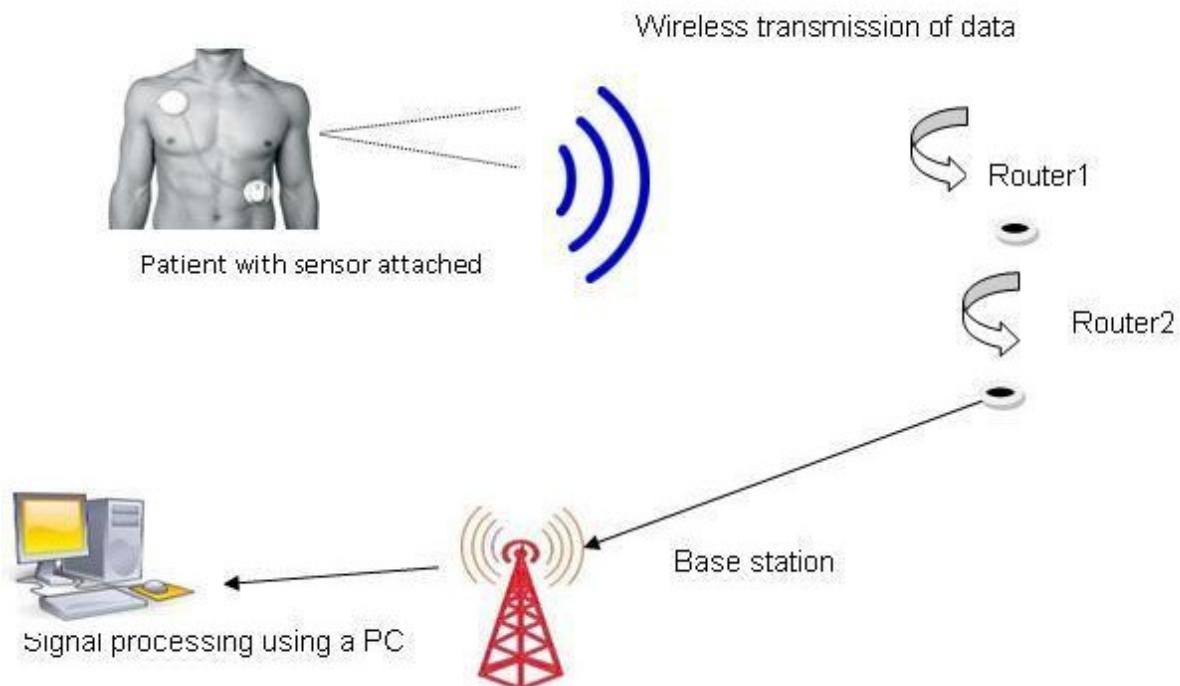 Wireless transmission of data
Router1
Patient with sensor attached
Router2
Base station
Signal processing using a PC